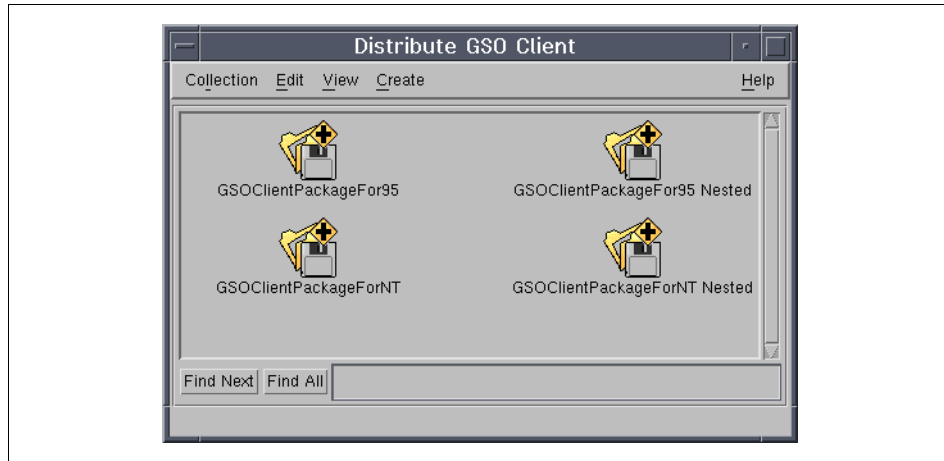 Distribute GSO Client
Collection Edit View Create Help
GSOClientPackageFor95 GSOClientPackageFor95 Nested
GSOClientPackageForNT GSOClientPackageForNT Nested
Find Next Find All